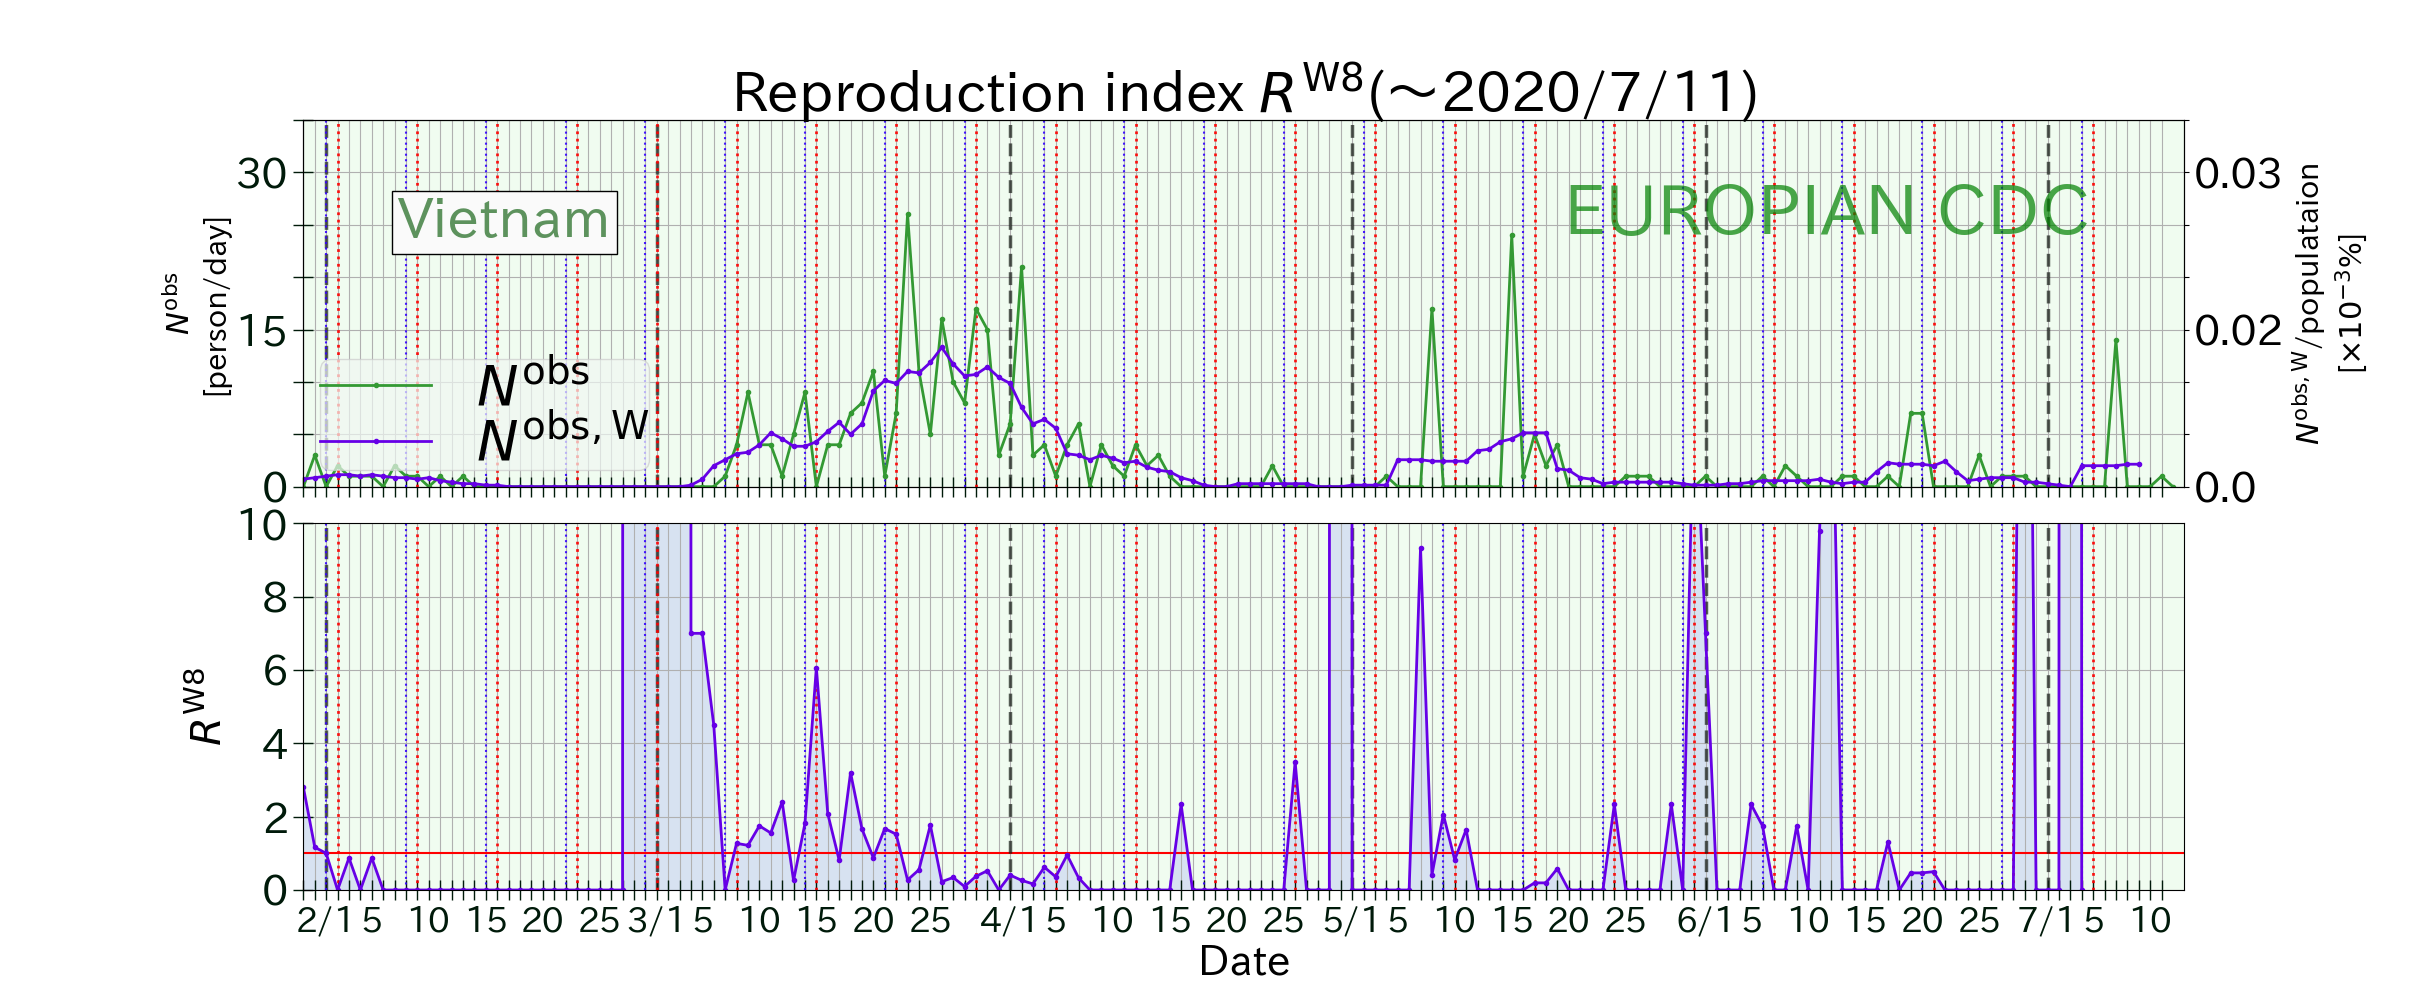 Reproduction index R^W8(～2020/7/11)
30
15
0
N^obs
[person/day]
Vietnam
EUROPIAN CDC
N^obs
N^obs, W
0.03
0.02
0.0
N^obs, W/populataion
[×10^−3%]
10
8
6
4
2
0
R^W8
2/1 5 10 15 20 25 3/1 5 10 15 20 25 4/1 5 10 15 20 25 5/1 5 10 15 20 25 6/1 5 10 15 20 25 7/1 5 10
Date